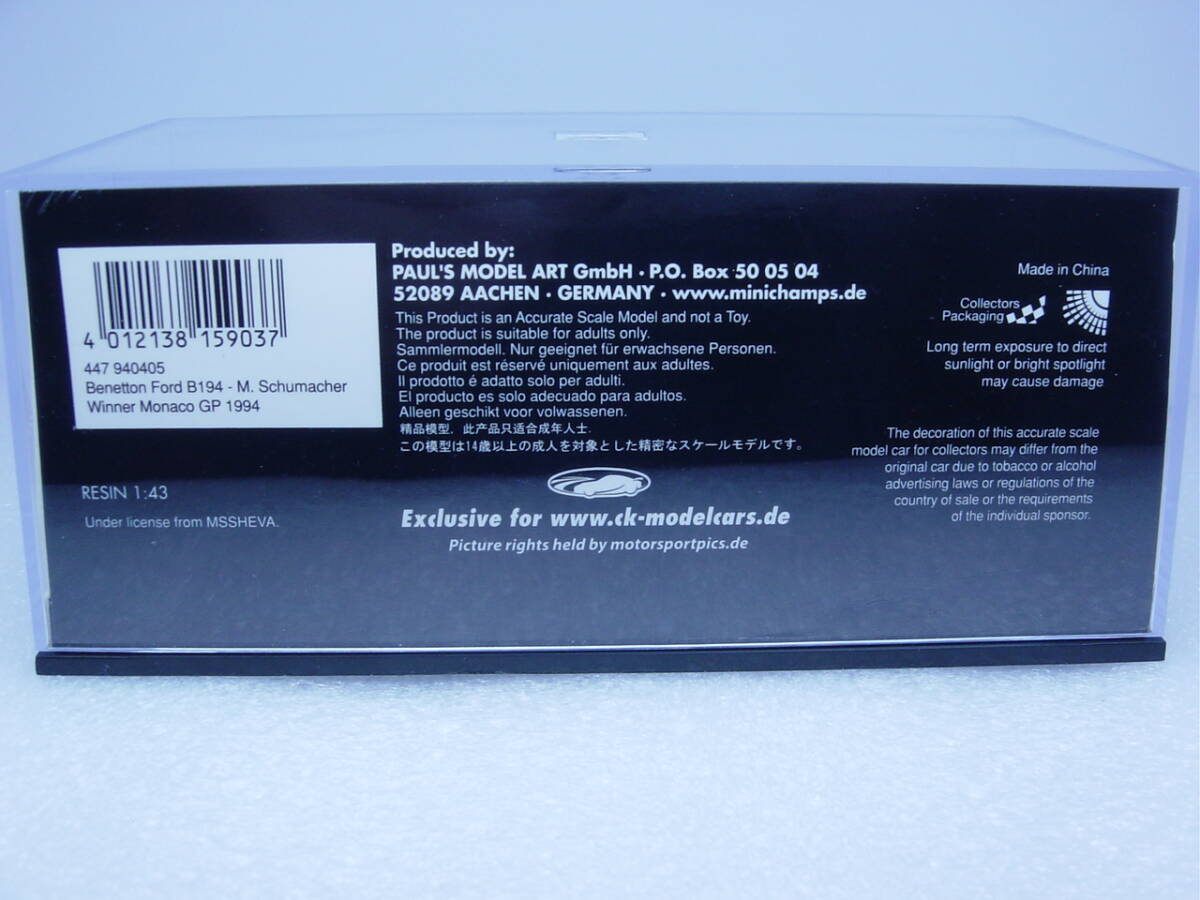 4 012138 159037
447 940405
Benetton Ford B194 - M. Schumacher
Winner Monaco GP 1994
RESIN 1:43
Under license from MSSHEVA.
Produced by:
PAUL'S MODEL ART GmbH · P.O. Box 50 05 04
52089 AACHEN · GERMANY · www.minichamps.de
This Product is an Accurate Scale Model and not a Toy.
The product is suitable for adults only.
Sammlermodell. Nur geeignet für erwachsene Personen.
Ce produit est réservé uniquement aux adultes.
Il prodotto é adatto solo per adulti.
El producto es solo adecuado para adultos.
Alleen geschikt voor volwassenen.
精品模型，此产品只适合成年人士.
この模型は14歳以上の成人を対象とした精密なスケールモデルです。
Exclusive for www.ck-modelcars.de
Picture rights held by motorsportpics.de
Made in China
Collectors
Packaging
Long term exposure to direct
sunlight or bright spotlight
may cause damage
The decoration of this accurate scale
model car for collectors may differ from the
original car due to tobacco or alcohol
advertising laws or regulations of the
country of sale or the requirements
of the individual sponsor.